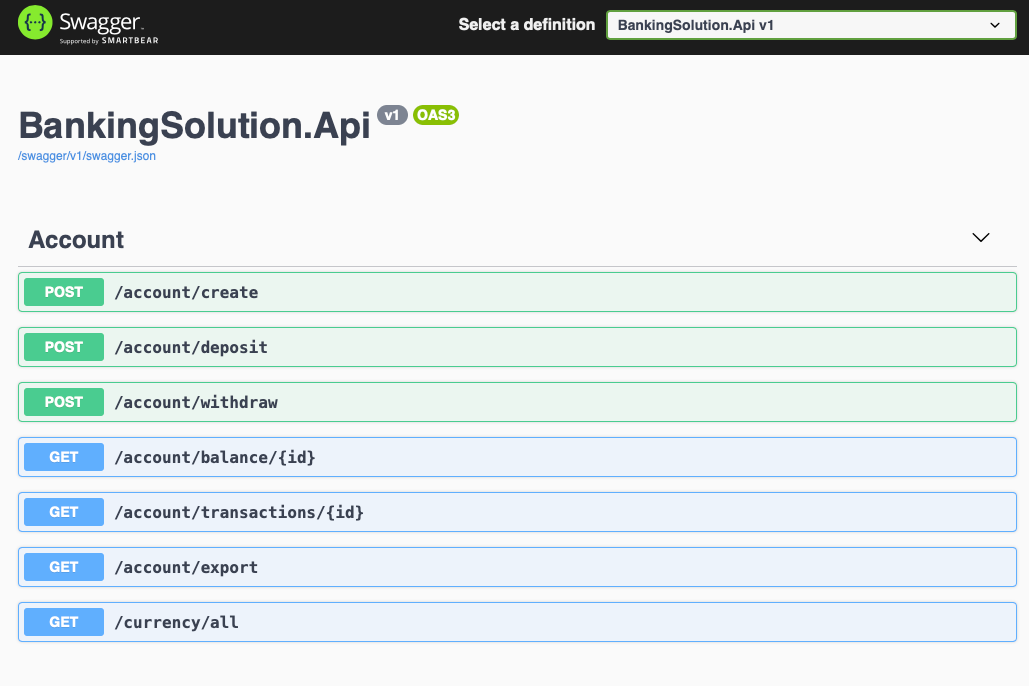 Swagger
Supported by SMARTBEAR
Select a definition
BankingSolution.Api v1
BankingSolution.Api v1 OAS3
/swagger/v1/swagger.json
Account
POST /account/create
POST /account/deposit
POST /account/withdraw
GET /account/balance/{id}
GET /account/transactions/{id}
GET /account/export
GET /currency/all